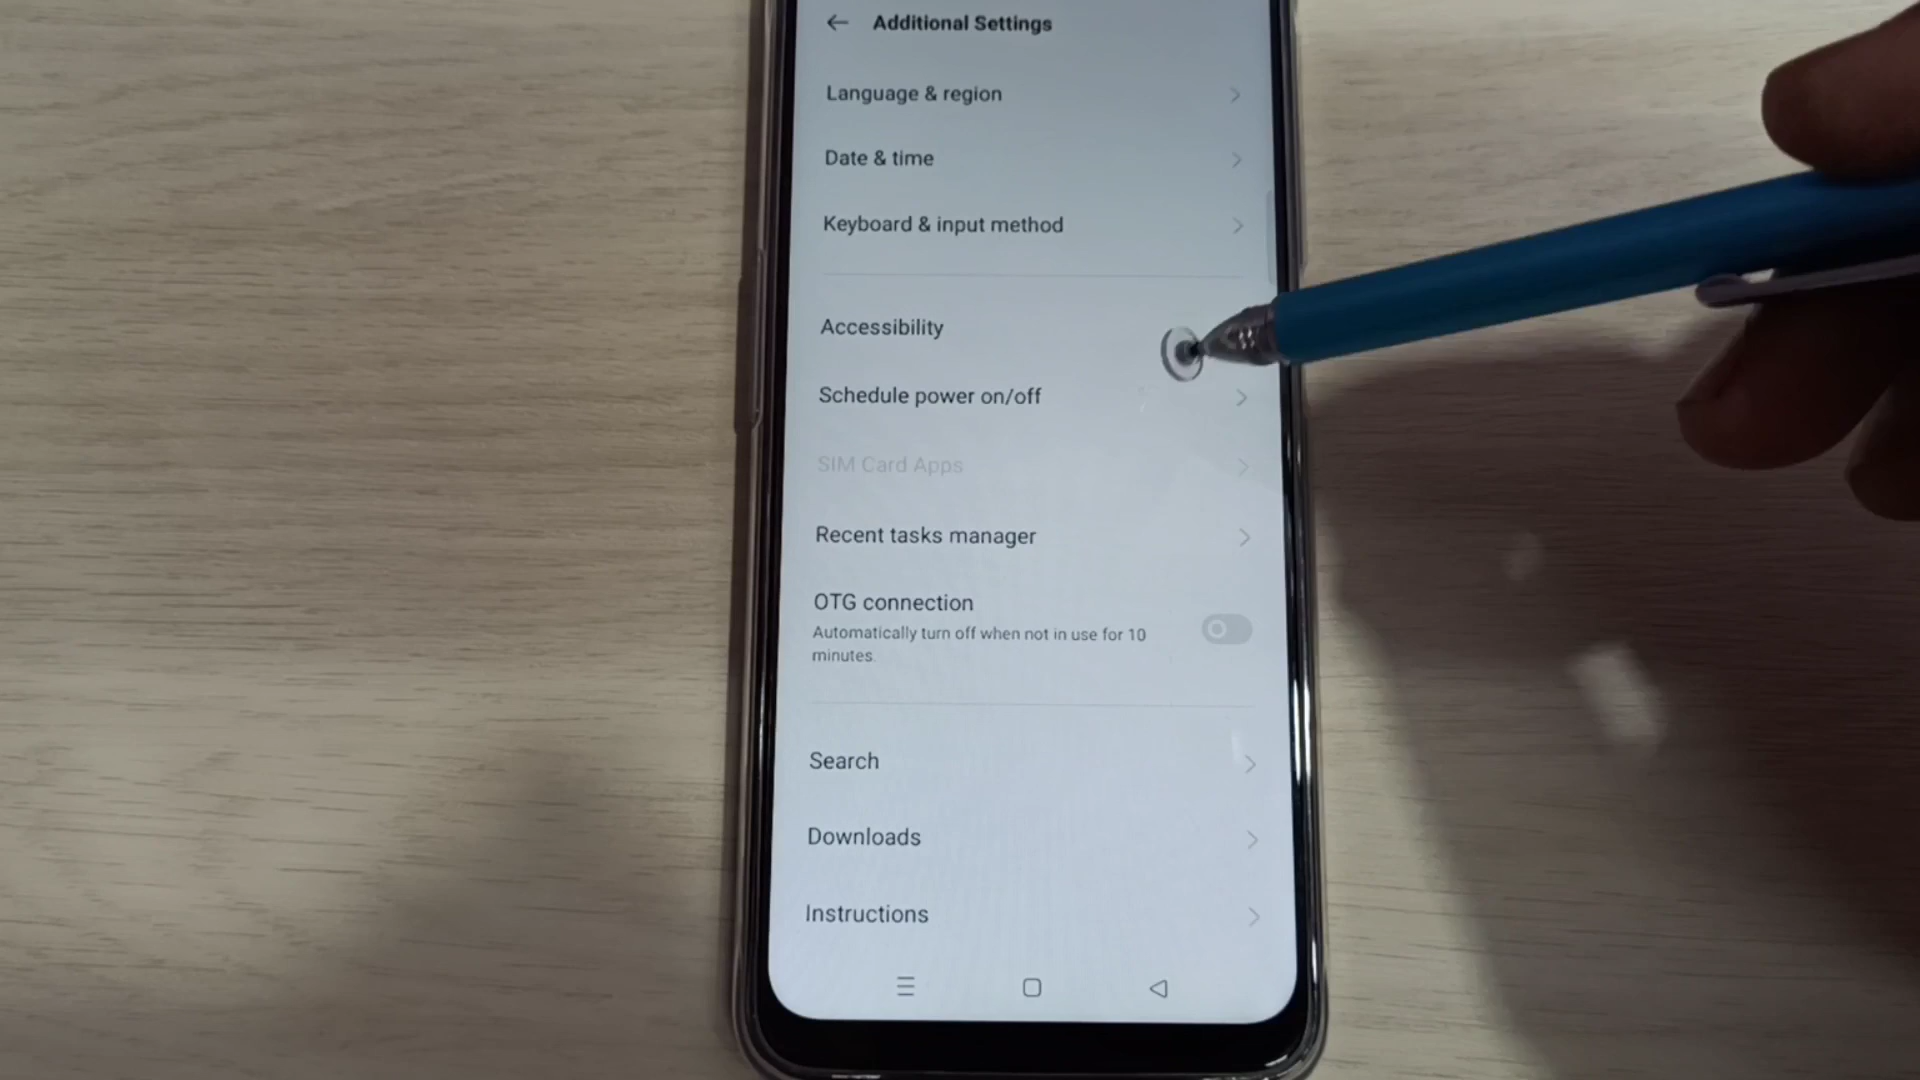 Additional Settings
Language & region
Date & time
Keyboard & input method
Accessibility
Schedule power on/off
SIM Card Apps
Recent tasks manager
OTG connection
Automatically turn off when not in use for 10
minutes.
Search
Downloads
Instructions